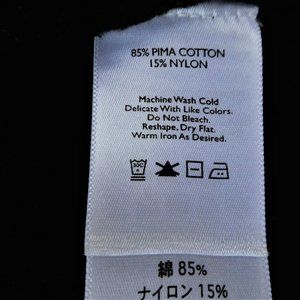 85% PIMA COTTON
15% NYLON
Machine Wash Cold
Delicate With Like Colors.
Do Not Bleach.
Reshape, Dry Flat.
Warm Iron As Desired.
綿 85%
ナイロン 15%